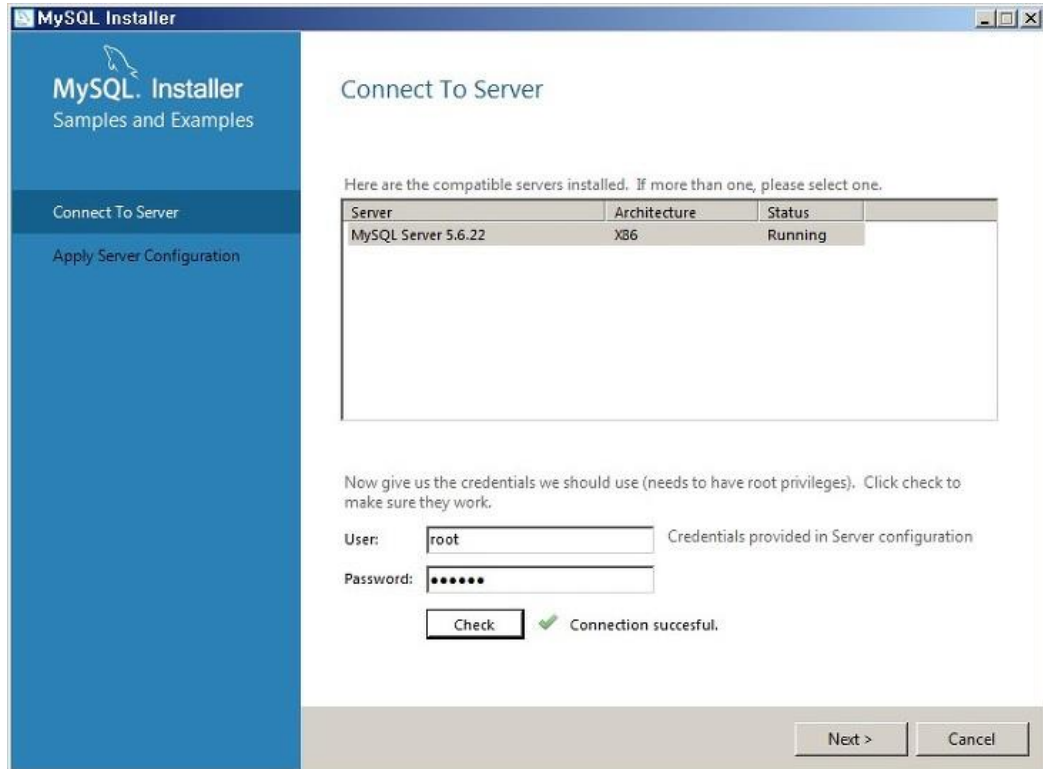 MySQL Installer
MySQL. Installer
Samples and Examples
Connect To Server
Apply Server Configuration
Connect To Server
Here are the compatible servers installed. If more than one, please select one.
Server Architecture Status
MySQL Server 5.6.22 X86 Running
Now give us the credentials we should use (needs to have root privileges). Click check to
make sure they work.
User: root Credentials provided in Server configuration
Password: ●●●●●●
Check Connection succesful.
Next > Cancel